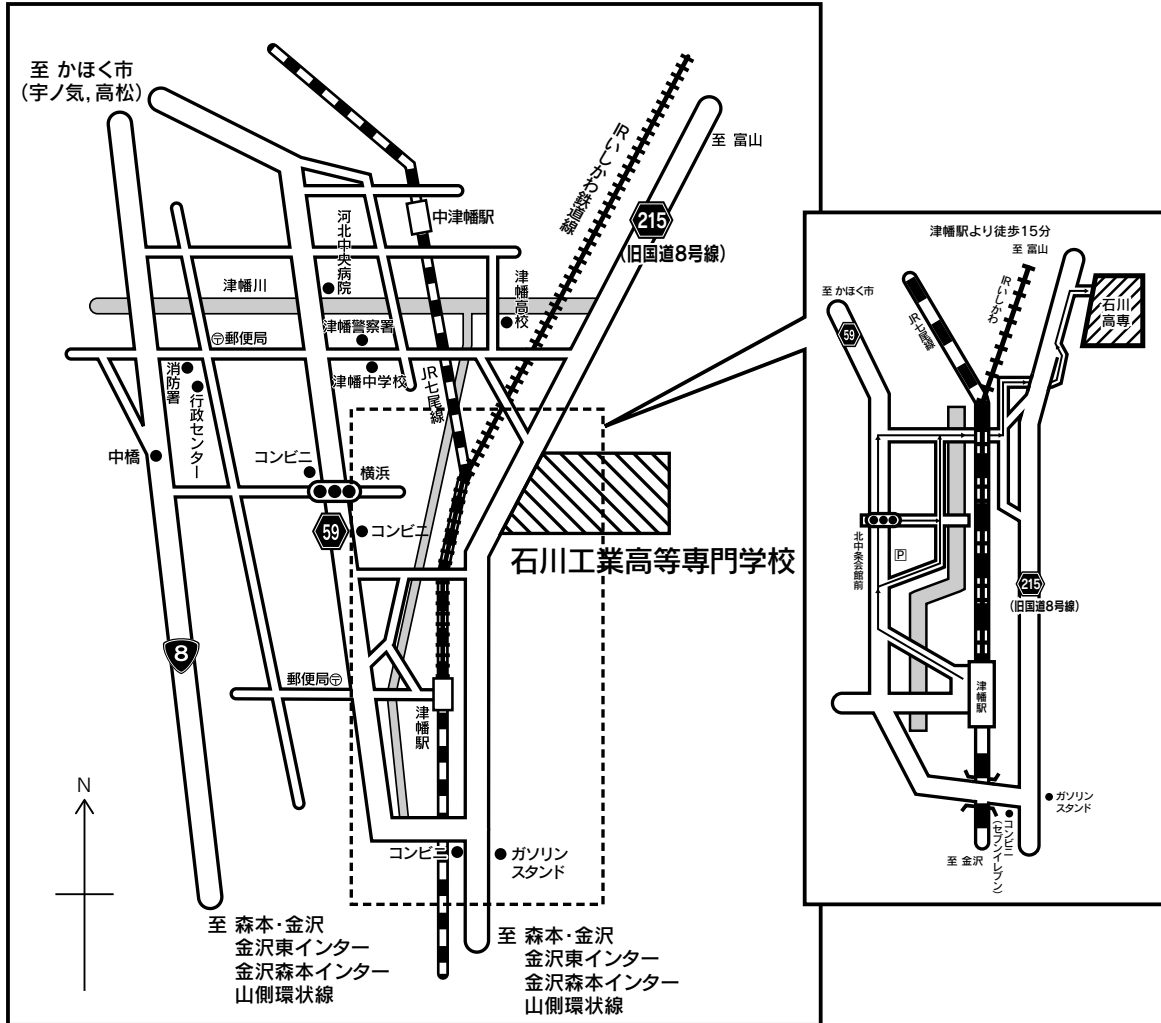 至 かほく市
(宇ノ気,高松)
中津幡駅
IRいしかわ鉄道線
至 富山
215
(旧国道8号線)
河北中央病院
津幡川
津幡高校
津幡警察署
〒郵便局
消防署
行政センター
津幡中学校
JR七尾線
中橋
コンビニ
横浜
59
コンビニ
石川工業高等専門学校
8
郵便局〒
津幡駅
N
コンビニ
ガソリン
スタンド
至 森本・金沢
金沢東インター
金沢森本インター
山側環状線
至 森本・金沢
金沢東インター
金沢森本インター
山側環状線
津幡駅より徒歩15分
至 富山
至 かほく市
59
JR七尾線
IRいしかわ
石川
高専
北中条会館前
P
215
(旧国道8号線)
津幡駅
ガソリン
スタンド
コンビニ
(セブンイレブン)
至 金沢